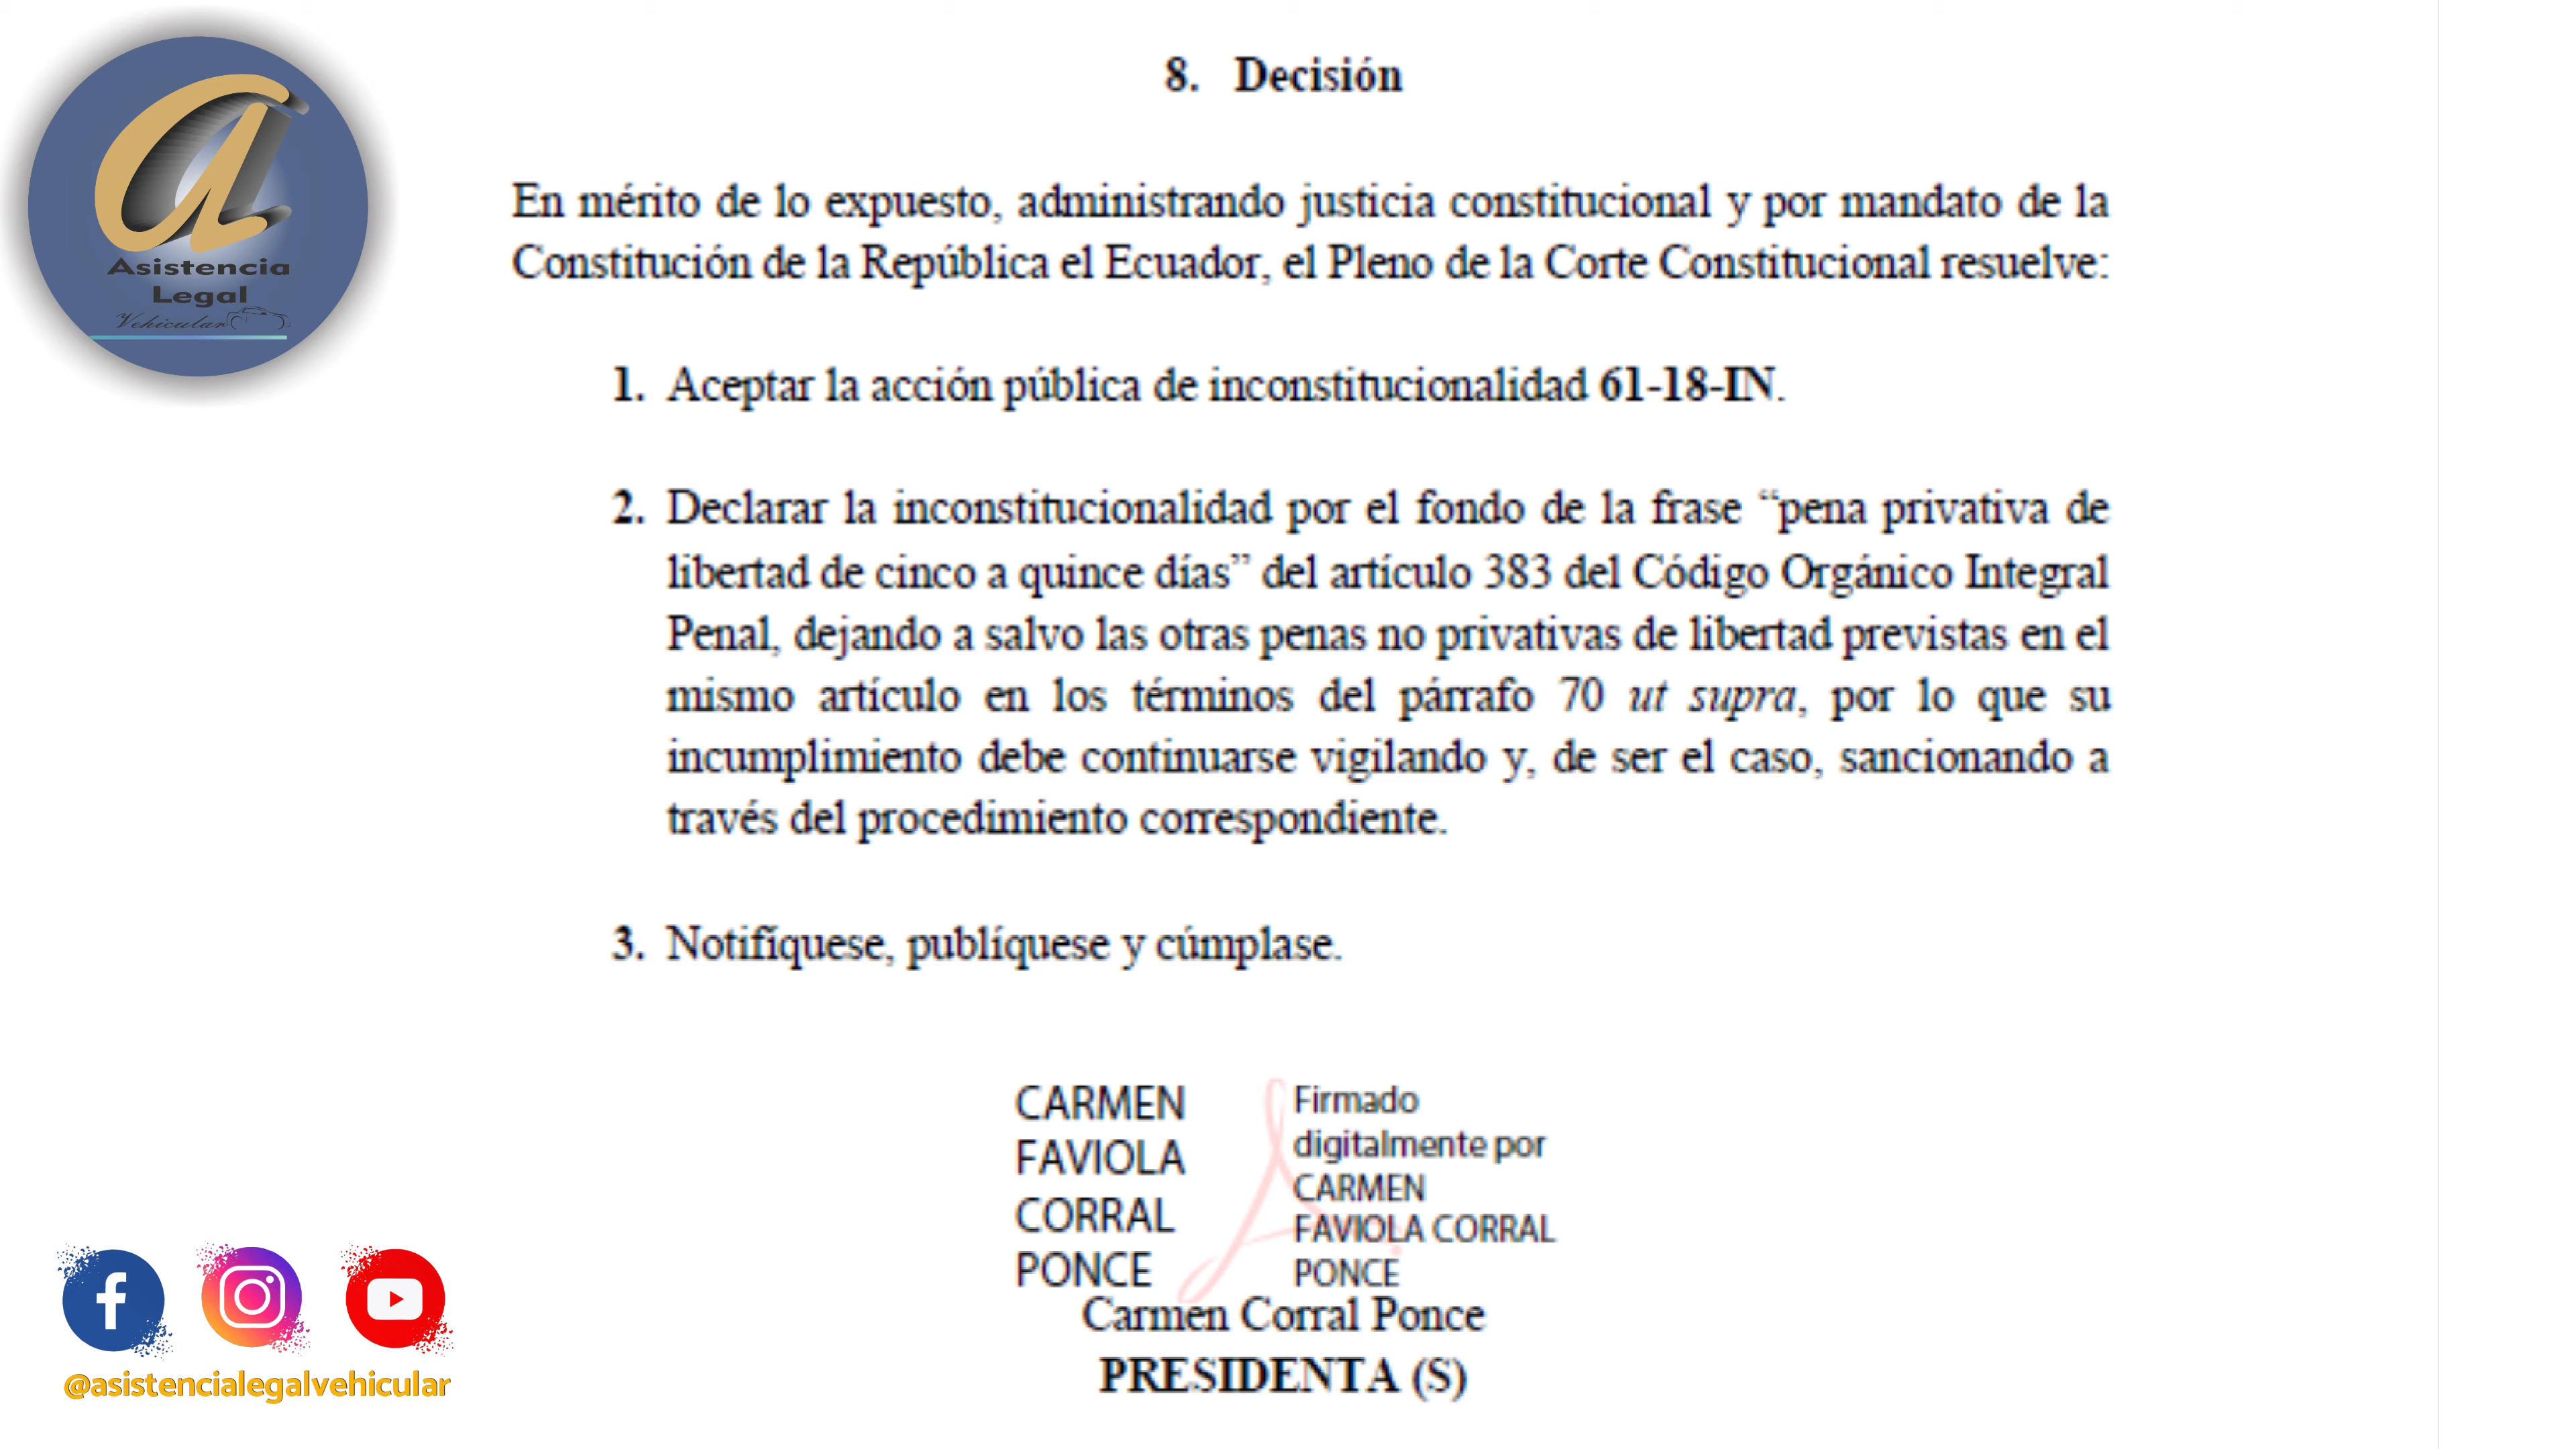 Asistencia
Legal
Vehicular
8. Decisión
En mérito de lo expuesto, administrando justicia constitucional y por mandato de la
Constitución de la República el Ecuador, el Pleno de la Corte Constitucional resuelve:
1. Aceptar la acción pública de inconstitucionalidad 61-18-IN.
2. Declarar la inconstitucionalidad por el fondo de la frase “pena privativa de
libertad de cinco a quince días” del artículo 383 del Código Orgánico Integral
Penal, dejando a salvo las otras penas no privativas de libertad previstas en el
mismo artículo en los términos del párrafo 70 ut supra, por lo que su
incumplimiento debe continuarse vigilando y, de ser el caso, sancionando a
través del procedimiento correspondiente.
3. Notifíquese, publíquese y cúmplase.
CARMEN
FAVIOLA
CORRAL
PONCE
Firmado
digitalmente por
CARMEN
FAVIOLA CORRAL
PONCE
Carmen Corral Ponce
PRESIDENTA (S)
@asistencialegalvehicular